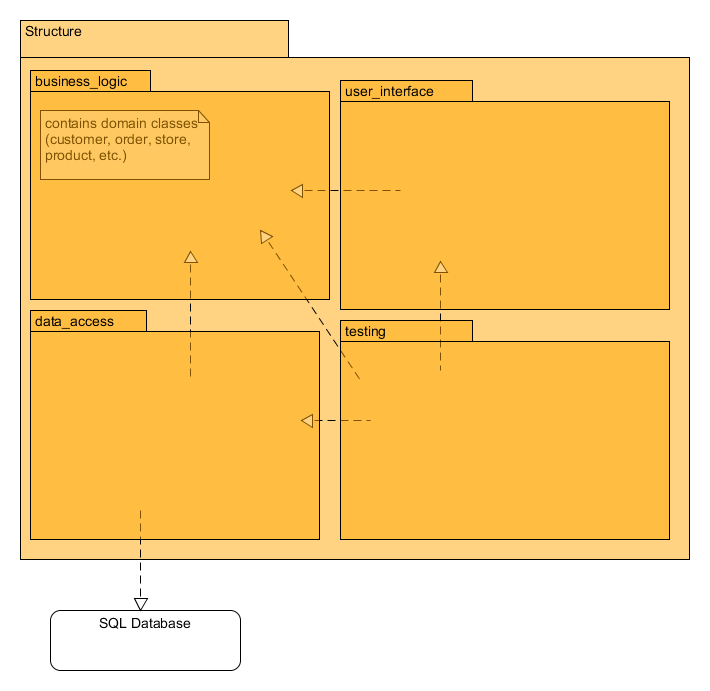 Structure
business_logic
contains domain classes
(customer, order, store,
product, etc.)
user_interface
data_access
testing
SQL Database